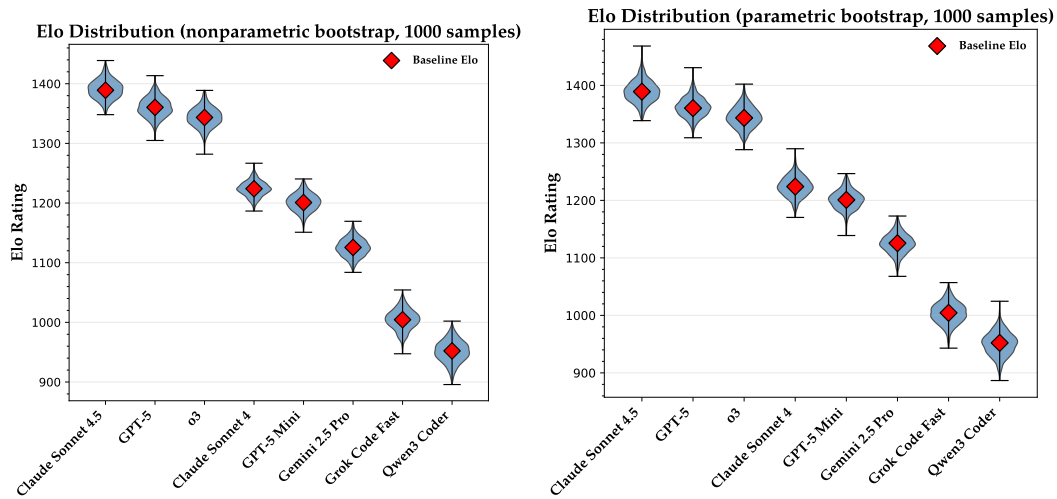 Elo Distribution (nonparametric bootstrap, 1000 samples)
Baseline Elo
Elo Rating
1400
1300
1200
1100
1000
900
Claude Sonnet 4.5
GPT-5
o3
Claude Sonnet 4
GPT-5 Mini
Gemini 2.5 Pro
Grok Code Fast
Qwen3 Coder
Elo Distribution (parametric bootstrap, 1000 samples)
Baseline Elo
Elo Rating
1400
1300
1200
1100
1000
900
Claude Sonnet 4.5
GPT-5
o3
Claude Sonnet 4
GPT-5 Mini
Gemini 2.5 Pro
Grok Code Fast
Qwen3 Coder